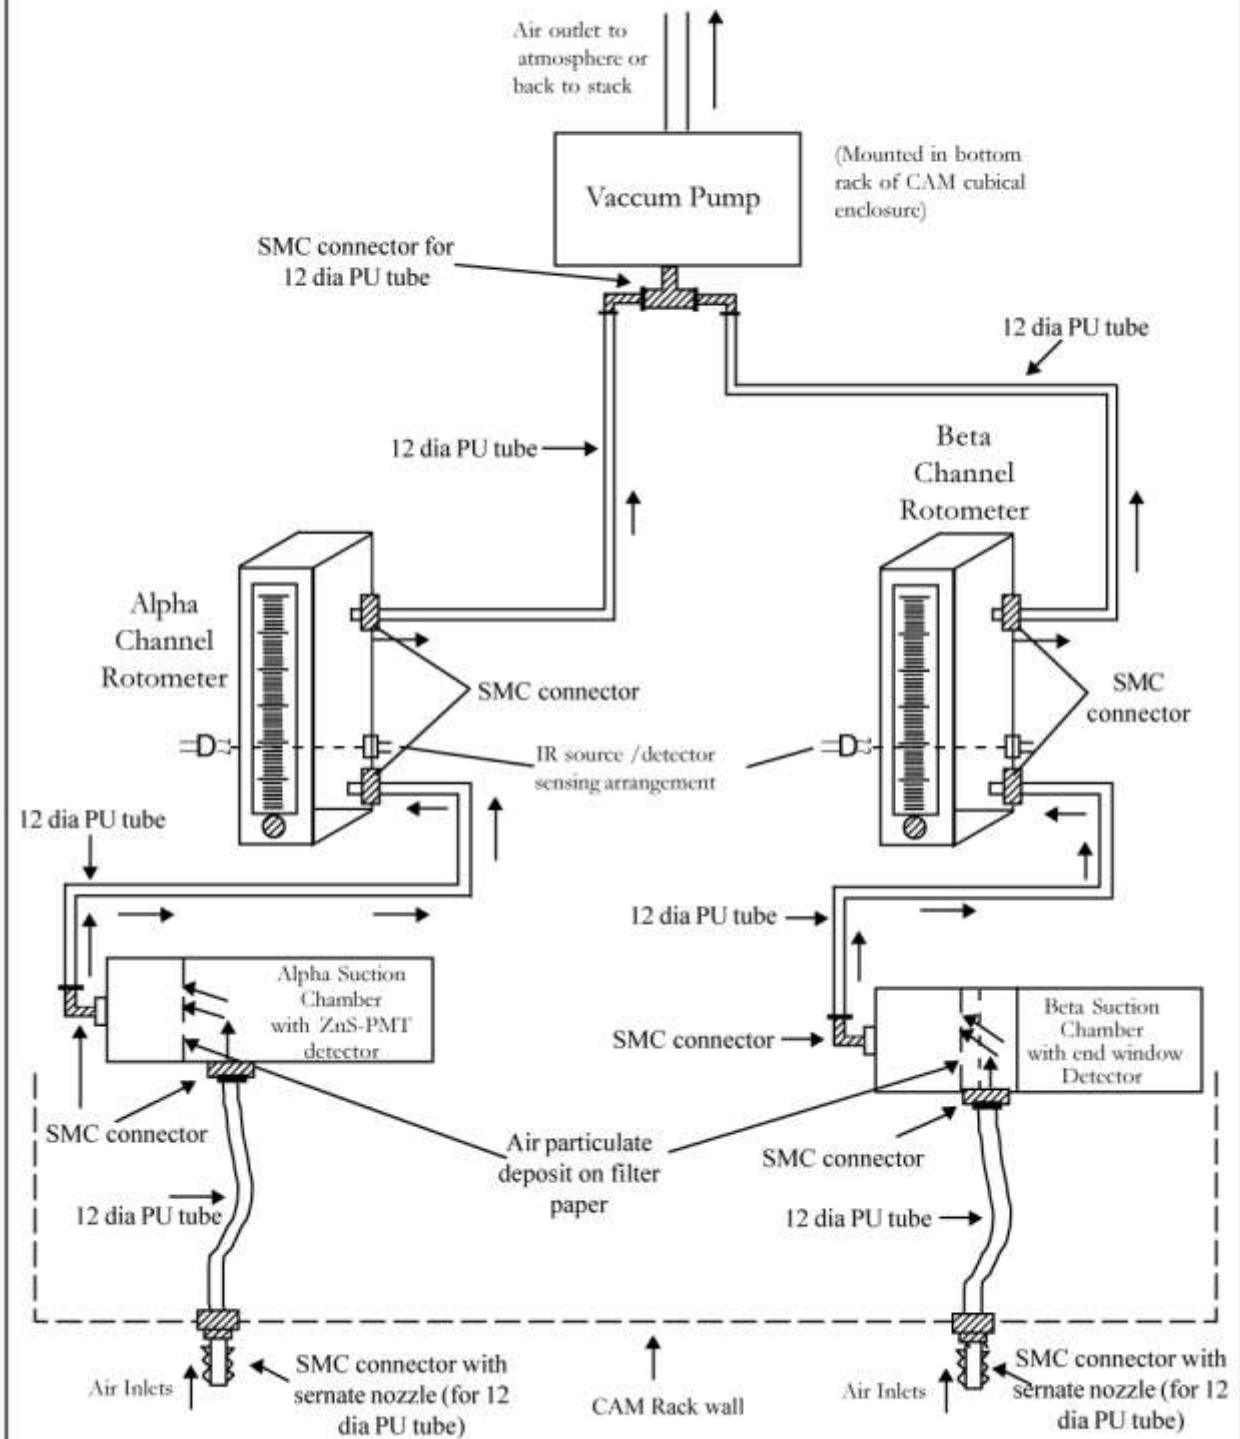 Air outlet to
atmosphere or
back to stack
Vaccum Pump
(Mounted in bottom
rack of CAM cubical
enclosure)
SMC connector for
12 dia PU tube
12 dia PU tube
12 dia PU tube
Beta
Channel
Rotometer
Alpha
Channel
Rotometer
SMC connector
SMC
connector
IR source /detector
sensing arrangement
12 dia PU tube
12 dia PU tube
Alpha Suction
Chamber
with ZnS-PMT
detector
Beta Suction
Chamber
with end window
Detector
SMC connector
SMC connector
Air particulate
deposit on filter
paper
SMC connector
12 dia PU tube
12 dia PU tube
Air Inlets
SMC connector with
sernate nozzle (for 12
dia PU tube)
CAM Rack wall
Air Inlets
SMC connector with
sernate nozzle (for 12
dia PU tube)